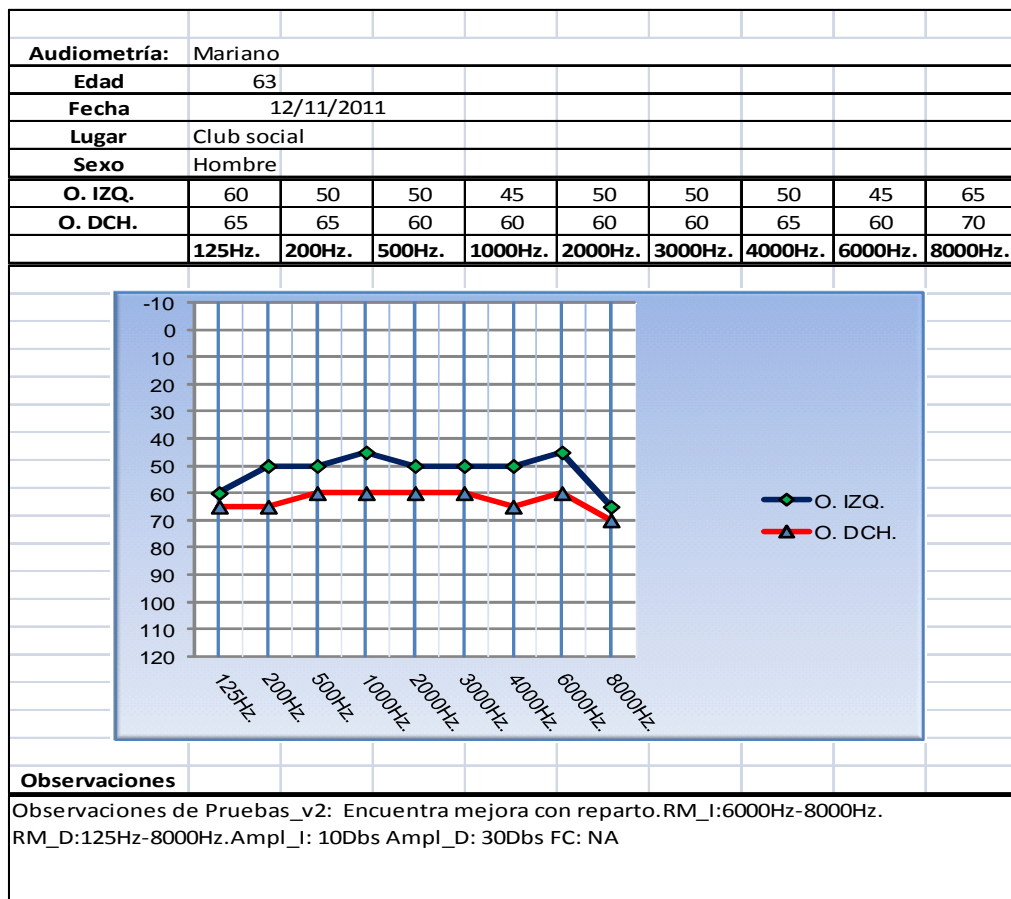 Audiometría: Mariano
Edad 63
Fecha 12/11/2011
Lugar Club social
Sexo Hombre
O. IZQ. 60 50 50 45 50 50 50 45 65
O. DCH. 65 65 60 60 60 60 65 60 70
125Hz. 200Hz. 500Hz. 1000Hz. 2000Hz. 3000Hz. 4000Hz. 6000Hz. 8000Hz.
-10
0
10
20
30
40
50
60
70
80
90
100
110
120
125Hz. 200Hz. 500Hz. 1000Hz. 2000Hz. 3000Hz. 4000Hz. 6000Hz. 8000Hz.
O. IZQ.
O. DCH.
Observaciones
Observaciones de Pruebas_v2: Encuentra mejora con reparto.RM_I:6000Hz-8000Hz.
RM_D:125Hz-8000Hz.Ampl_I: 10Dbs Ampl_D: 30Dbs FC: NA